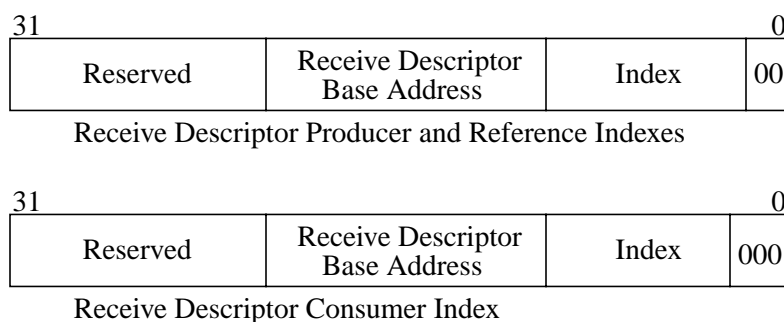 31 0
Reserved Receive Descriptor Base Address Index 00
Receive Descriptor Producer and Reference Indexes
31 0
Reserved Receive Descriptor Base Address Index 000
Receive Descriptor Consumer Index